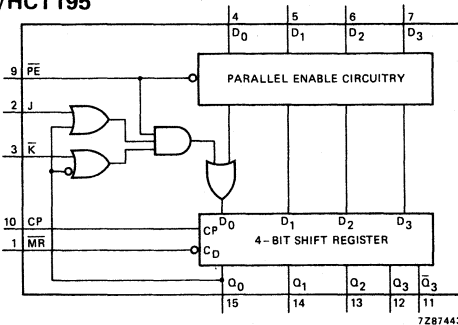 /HCT195
4 5 6 7
D0 D1 D2 D3
9 PE
PARALLEL ENABLE CIRCUITRY
2 J
3 K
D0 D1 D2 D3
10 CP CP
4-BIT SHIFT REGISTER
1 MR CD
Q0 Q1 Q2 Q3 Q̅3
15 14 13 12 11